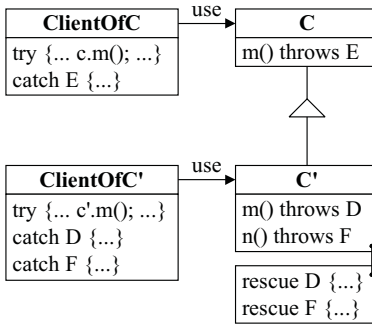 ClientOfC
try {... c.m(); ...}
catch E {...}
use
C
m() throws E
ClientOfC'
try {... c'.m(); ...}
catch D {...}
catch F {...}
use
C'
m() throws D
n() throws F
rescue D {...}
rescue F {...}